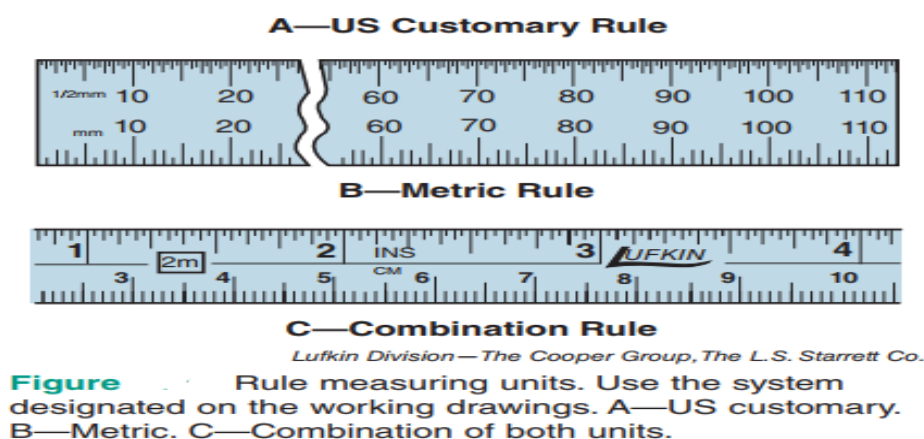 A—US Customary Rule
1/2mm 10 20 60 70 80 90 100 110
mm 10 20 60 70 80 90 100 110
B—Metric Rule
1 2 INS 3 LUFKIN 4
2m
3 4 5 CM 6 7 8 9 10
C—Combination Rule
Lufkin Division—The Cooper Group, The L.S. Starrett Co.
Figure Rule measuring units. Use the system
designated on the working drawings. A—US customary.
B—Metric. C—Combination of both units.